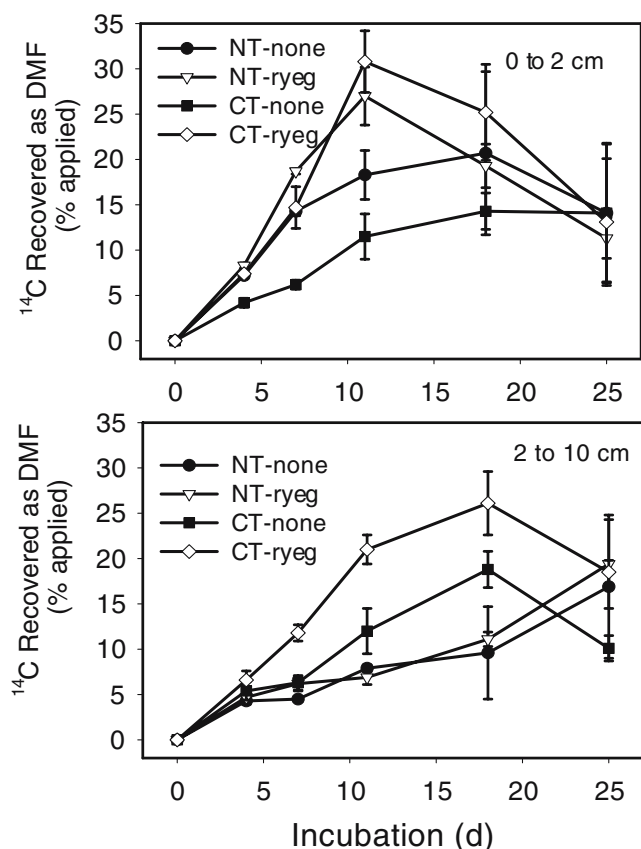 ¹⁴C Recovered as DMF
(% applied)
35
30
25
20
15
10
5
0
NT-none
NT-ryeg
CT-none
CT-ryeg
0 to 2 cm
0 5 10 15 20 25
¹⁴C Recovered as DMF
(% applied)
35
30
25
20
15
10
5
0
NT-none
NT-ryeg
CT-none
CT-ryeg
2 to 10 cm
0 5 10 15 20 25
Incubation (d)